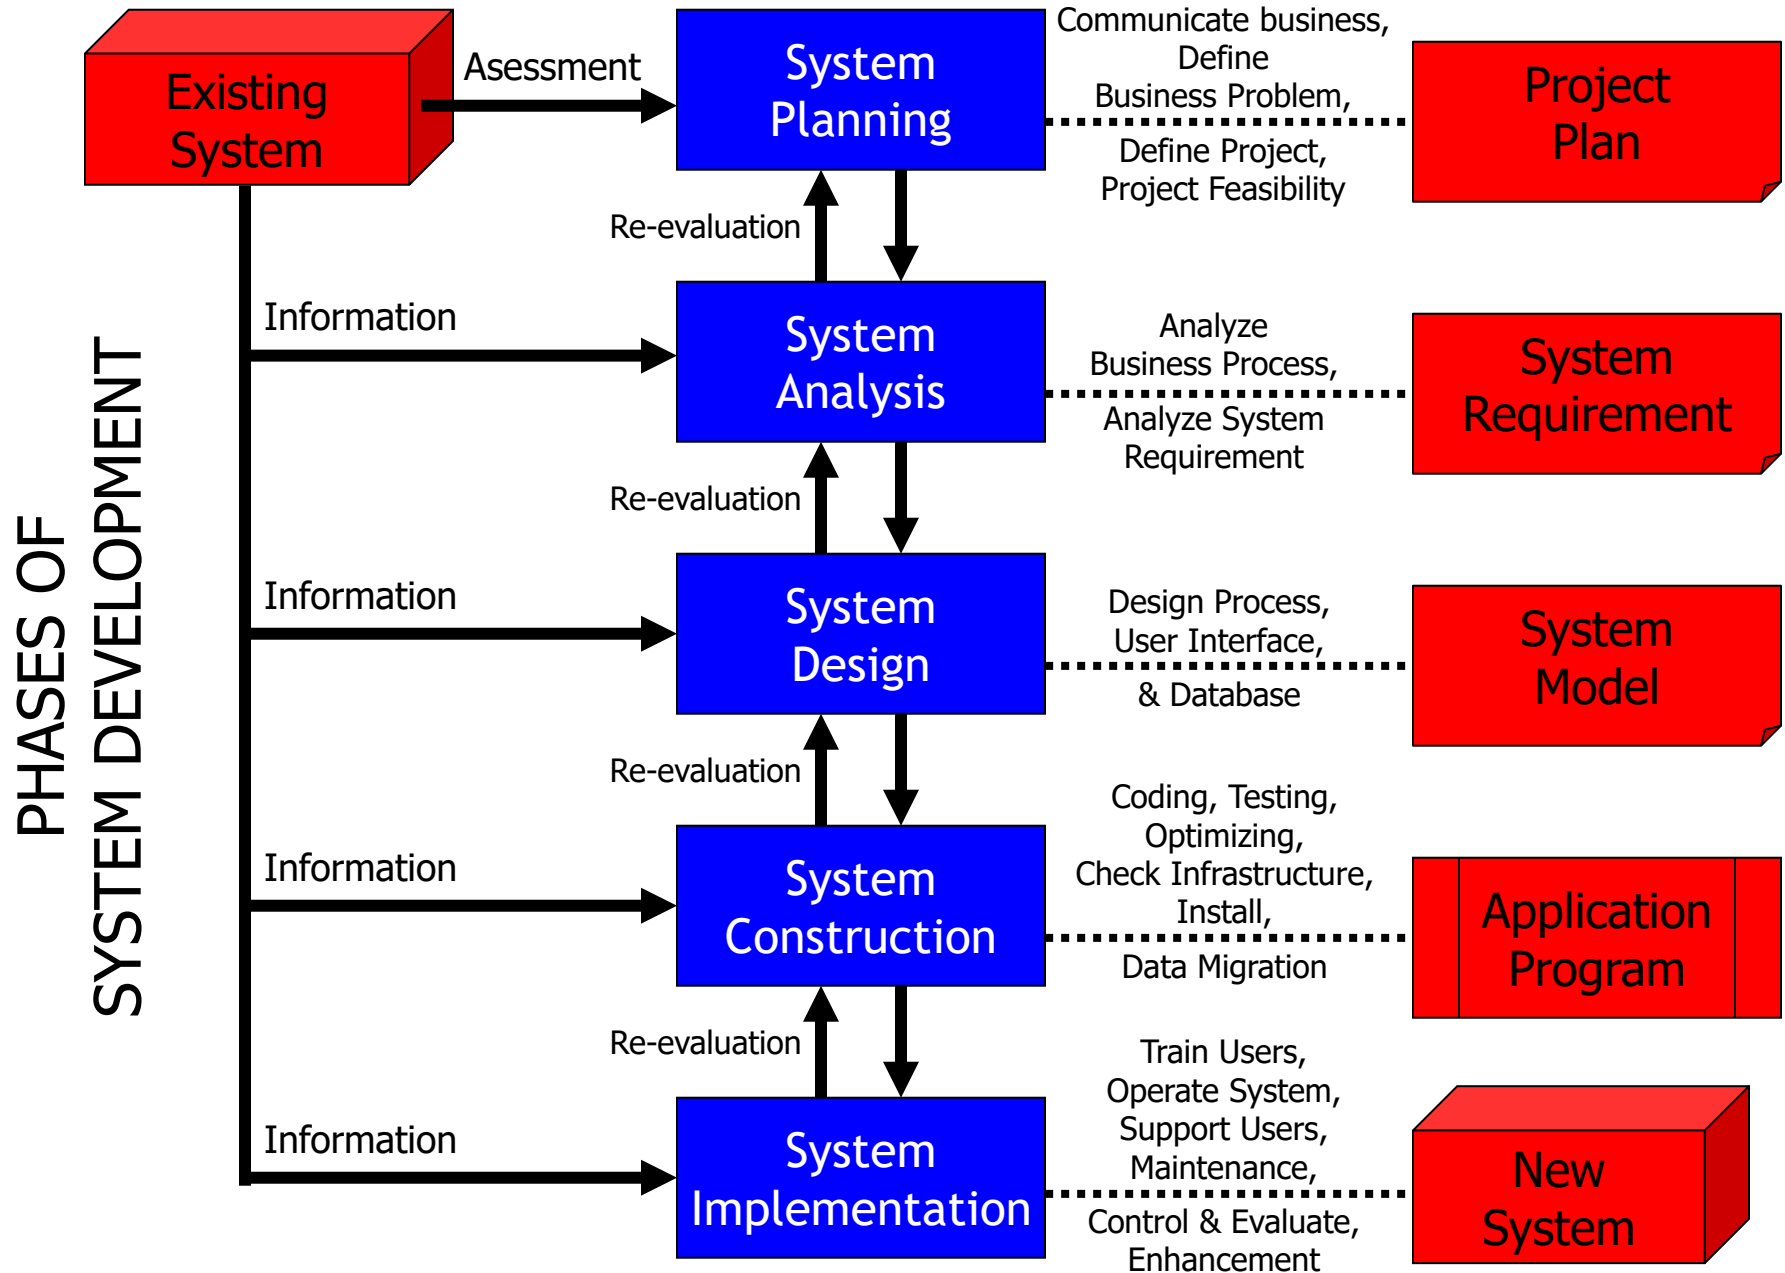 PHASES OF
SYSTEM DEVELOPMENT
Existing
System
Asessment
System
Planning
Communicate business,
Define
Business Problem,
Define Project,
Project Feasibility
Project
Plan
Re-evaluation
Information
System
Analysis
Analyze
Business Process,
Analyze System
Requirement
System
Requirement
Re-evaluation
Information
System
Design
Design Process,
User Interface,
& Database
System
Model
Re-evaluation
Information
System
Construction
Coding, Testing,
Optimizing,
Check Infrastructure,
Install,
Data Migration
Application
Program
Re-evaluation
Information
System
Implementation
Train Users,
Operate System,
Support Users,
Maintenance,
Control & Evaluate,
Enhancement
New
System